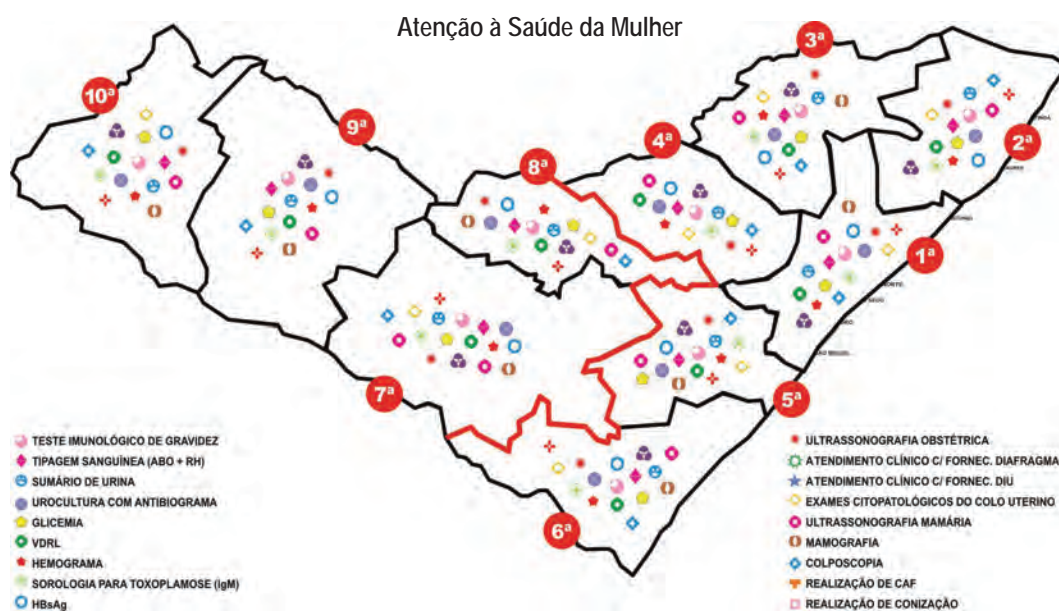 Atenção à Saúde da Mulher
3ª
10ª
9ª
4ª
2ª
8ª
1ª
7ª
5ª
6ª
TESTE IMUNOLÓGICO DE GRAVIDEZ
TIPAGEM SANGUÍNEA (ABO + RH)
SUMÁRIO DE URINA
UROCULTURA COM ANTIBIOGRAMA
GLICEMIA
VDRL
HEMOGRAMA
SOROLOGIA PARA TOXOPLAMOSE (IgM)
HBsAg
ULTRASSONOGRAFIA OBSTÉTRICA
ATENDIMENTO CLÍNICO C/ FORNEC. DIAFRAGMA
ATENDIMENTO CLÍNICO C/ FORNEC. DIU
EXAMES CITOPATOLÓGICOS DO COLO UTERINO
ULTRASSONOGRAFIA MAMÁRIA
MAMOGRAFIA
COLPOSCOPIA
REALIZAÇÃO DE CAF
REALIZAÇÃO DE CONIZAÇÃO